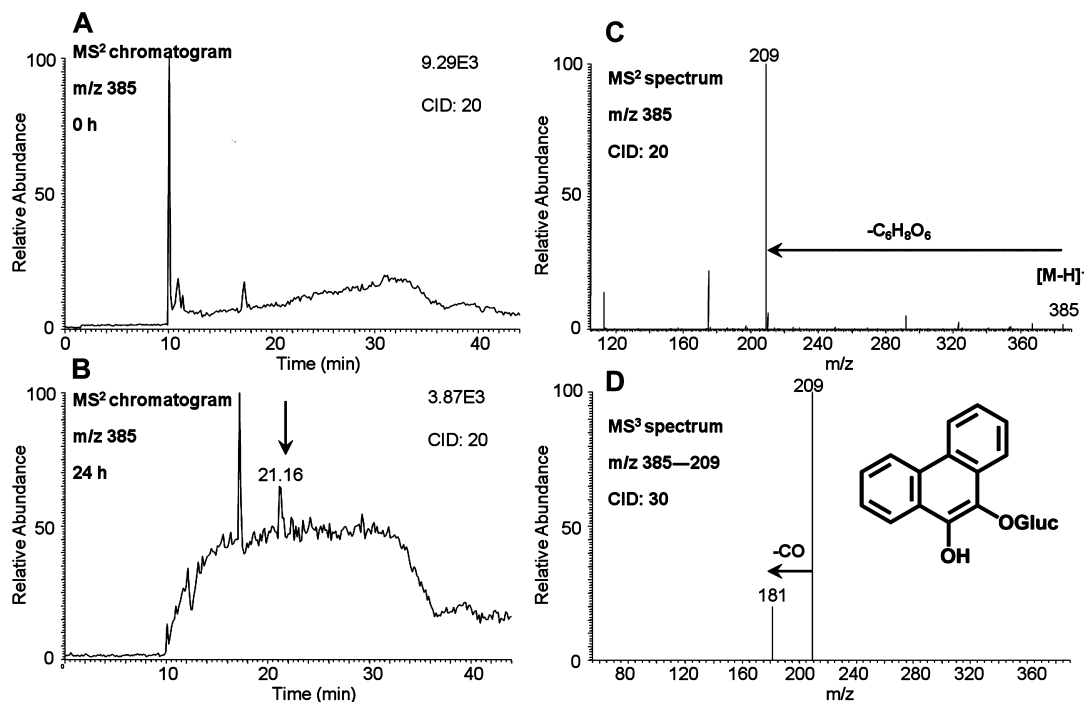 A
MS² chromatogram
m/z 385
0 h
9.29E3
CID: 20
100
50
0
Relative Abundance
0 10 20 30 40
Time (min)
B
MS² chromatogram
m/z 385
24 h
3.87E3
CID: 20
21.16
100
50
0
Relative Abundance
0 10 20 30 40
Time (min)
C
MS² spectrum
m/z 385
CID: 20
209
-C₆H₈O₆
[M-H]⁻
385
100
50
0
Relative Abundance
120 160 200 240 280 320 360
m/z
D
MS³ spectrum
m/z 385—209
CID: 30
209
-CO
181
OGluc
OH
100
50
0
Relative Abundance
80 120 160 200 240 280 320 360
m/z